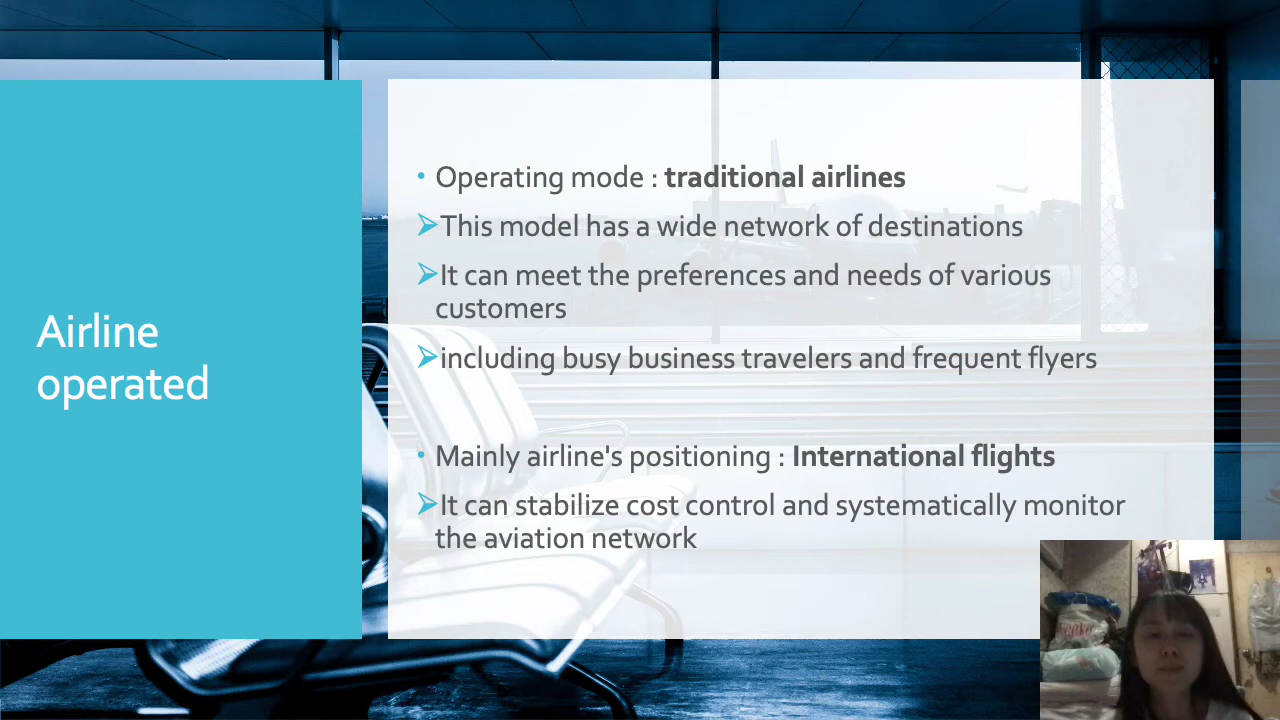 Airline
operated
• Operating mode : traditional airlines
➢This model has a wide network of destinations
➢It can meet the preferences and needs of various
customers
➢including busy business travelers and frequent flyers
• Mainly airline's positioning : International flights
➢It can stabilize cost control and systematically monitor
the aviation network